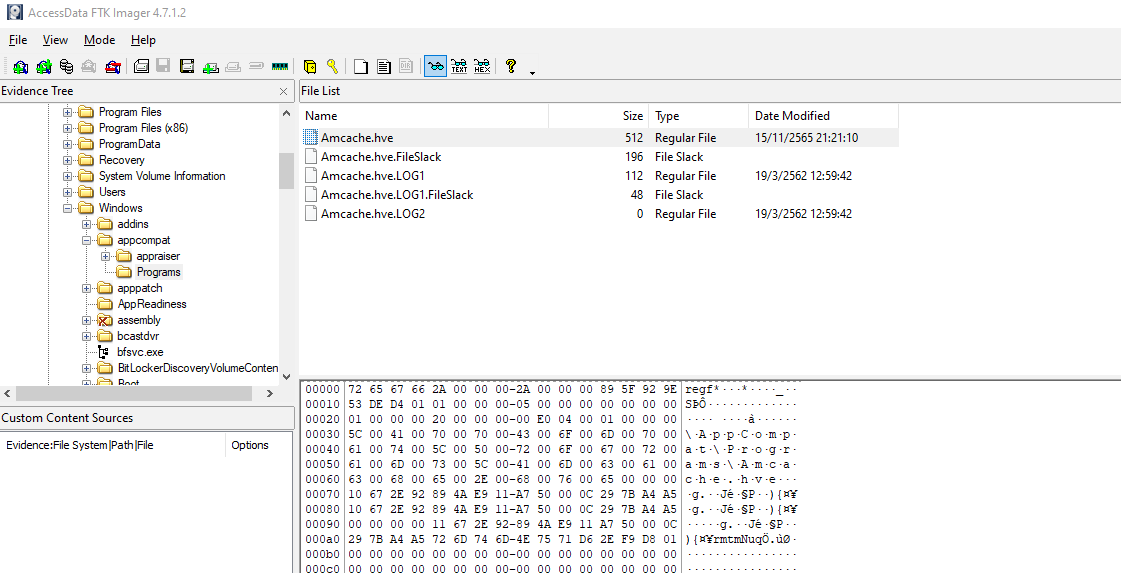 AccessData FTK Imager 4.7.1.2
File View Mode Help
Evidence Tree
Program Files
Program Files (x86)
ProgramData
Recovery
System Volume Information
Users
Windows
addins
appcompat
appraiser
Programs
apppatch
AppReadiness
assembly
bcastdvr
bfsvc.exe
BitLockerDiscoveryVolumeConten
Boot
Custom Content Sources
Evidence:File System|Path|File Options
File List
Name Size Type Date Modified
Amcache.hve 512 Regular File 15/11/2565 21:21:10
Amcache.hve.FileSlack 196 File Slack
Amcache.hve.LOG1 112 Regular File 19/3/2562 12:59:42
Amcache.hve.LOG1.FileSlack 48 File Slack
Amcache.hve.LOG2 0 Regular File 19/3/2562 12:59:42
00000 72 65 67 66 2A 00 00 00-2A 00 00 00 89 5F 92 9E regf*···*····_··
00010 53 DE D4 01 01 00 00 00-05 00 00 00 00 00 00 00 SÞÔ·············
00020 01 00 00 00 20 00 00 00-00 E0 04 00 01 00 00 00 ···· ····à······
00030 5C 00 41 00 70 00 70 00-43 00 6F 00 6D 00 70 00 \·A·p·p·C·o·m·p·
00040 61 00 74 00 5C 00 50 00-72 00 6F 00 67 00 72 00 a·t·\·P·r·o·g·r·
00050 61 00 6D 00 73 00 5C 00-41 00 6D 00 63 00 61 00 a·m·s·\·A·m·c·a·
00060 63 00 68 00 65 00 2E 00-68 00 76 00 65 00 00 00 c·h·e·.·h·v·e···
00070 10 67 2E 92 89 4A E9 11-A7 50 00 0C 29 7B A4 A5 ·g.··Jé·§P··){¤¥
00080 10 67 2E 92 89 4A E9 11-A7 50 00 0C 29 7B A4 A5 ·g.··Jé·§P··){¤¥
00090 00 00 00 00 11 67 2E 92-89 4A E9 11 A7 50 00 0C ·····g.··Jé·§P··
000a0 29 7B A4 A5 72 6D 74 6D-4E 75 71 D6 2E F9 D8 01 ){¤¥rmtmNuqÖ.ùØ·
000b0 00 00 00 00 00 00 00 00-00 00 00 00 00 00 00 00 ················
000c0 00 00 00 00 00 00 00 00-00 00 00 00 00 00 00 00 ················